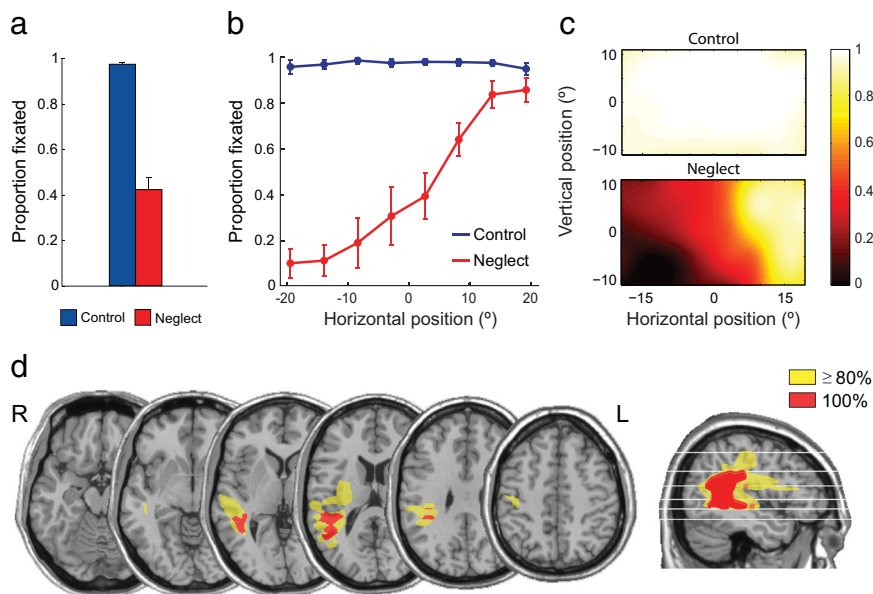 a
Proportion fixated
1
0.8
0.6
0.4
0.2
0
Control
Neglect
b
Proportion fixated
1
0.8
0.6
0.4
0.2
0
Control
Neglect
-20
-10
0
10
20
Horizontal position (º)
c
Control
10
0
−10
Vertical position (º)
Neglect
10
0
−10
−15
0
15
Horizontal position (º)
1
0.8
0.6
0.4
0.2
0
d
R
L
≥ 80%
100%